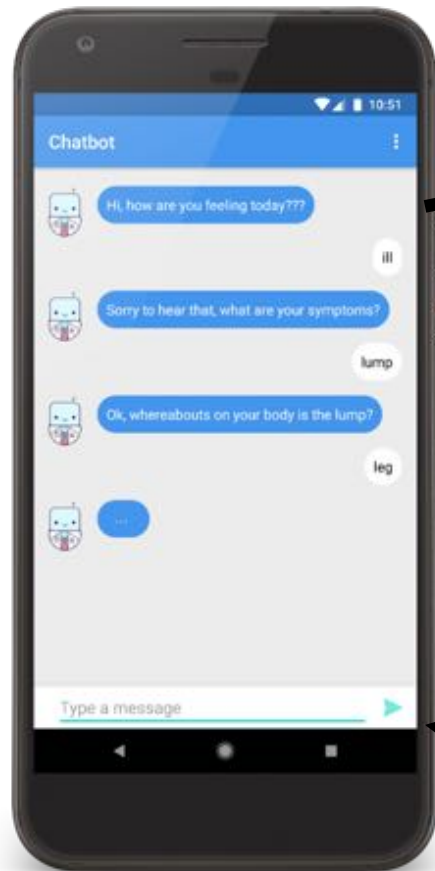 10:51
Chatbot
Hi, how are you feeling today???
ill
Sorry to hear that, what are your symptoms?
lump
Ok, whereabouts on your body is the lump?
leg
...
Type a message